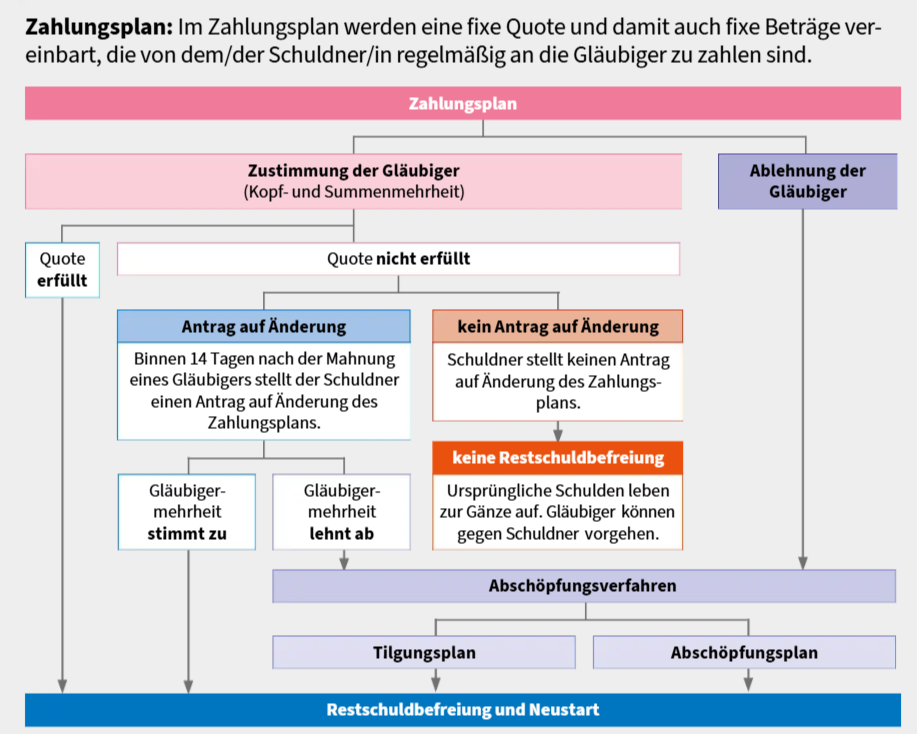 Zahlungsplan: Im Zahlungsplan werden eine fixe Quote und damit auch fixe Beträge ver-
einbart, die von dem/der Schuldner/in regelmäßig an die Gläubiger zu zahlen sind.
Zahlungsplan
Zustimmung der Gläubiger
(Kopf- und Summenmehrheit)
Ablehnung der
Gläubiger
Quote
erfüllt
Quote nicht erfüllt
Antrag auf Änderung
Binnen 14 Tagen nach der Mahnung
eines Gläubigers stellt der Schuldner
einen Antrag auf Änderung des
Zahlungsplans.
kein Antrag auf Änderung
Schuldner stellt keinen Antrag
auf Änderung des Zahlungs-
plans.
keine Restschuldbefreiung
Ursprüngliche Schulden leben
zur Gänze auf. Gläubiger können
gegen Schuldner vorgehen.
Gläubiger-
mehrheit
stimmt zu
Gläubiger-
mehrheit
lehnt ab
Abschöpfungsverfahren
Tilgungsplan
Abschöpfungsplan
Restschuldbefreiung und Neustart